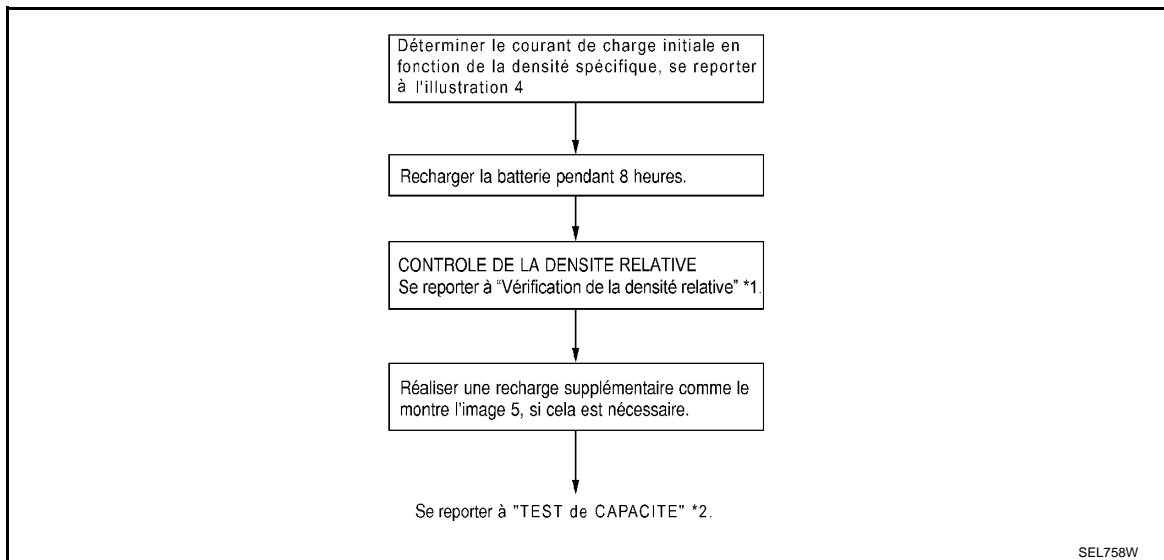 Déterminer le courant de charge initiale en
fonction de la densité spécifique, se reporter
à l'illustration 4
Recharger la batterie pendant 8 heures.
CONTROLE DE LA DENSITE RELATIVE
Se reporter à “Vérification de la densité relative” *1.
Réaliser une recharge supplémentaire comme le
montre l’image 5, si cela est nécessaire.
Se reporter à "TEST de CAPACITE" *2.
SEL758W